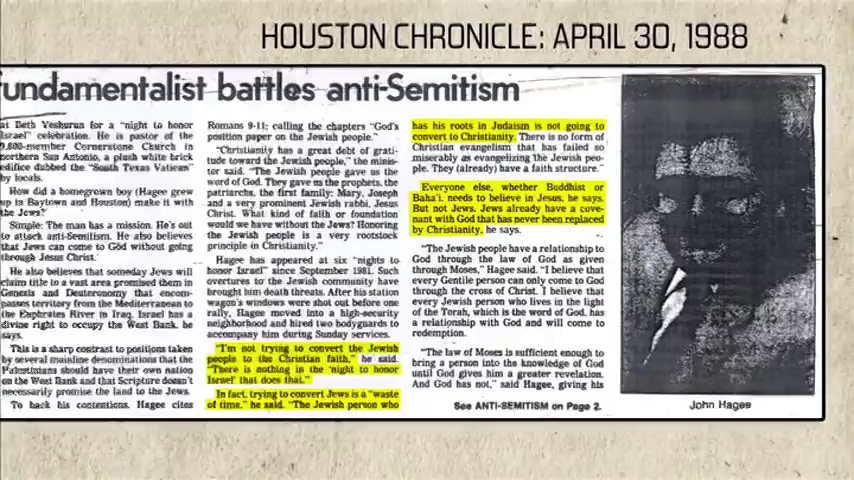 HOUSTON CHRONICLE: APRIL 30, 1988
undamentalist battles anti-Semitism
at Beth Yeshurun for a "night to honor
Israel" celebration. He is pastor of the
9,600-member Cornerstone Church in
northern San Antonio, a plush white brick
edifice dubbed the "South Texas Vatican"
by locals.
How did a homegrown boy (Hagee grew
up in Baytown and Houston) make it with
the Jews?
Simple: The man has a mission. He's out
to attack anti-Semitism. He also believes
that Jews can come to God without going
through Jesus Christ.
He also believes that someday Jews will
claim title to a vast area promised them in
Genesis and Deuteronomy that encom-
passes territory from the Mediterranean to
the Euphrates River in Iraq. Israel has a
divine right to occupy the West Bank, he
says.
This is a sharp contrast to positions taken
by several mainline denominations that the
Palestinians should have their own nation
on the West Bank and that Scripture doesn't
necessarily promise the land to the Jews.
To back his contentions, Hagee cites
Romans 9-11; calling the chapters "God's
position paper on the Jewish people."
"Christianity has a great debt of grati-
tude toward the Jewish people," the minis-
ter said. "The Jewish people gave us the
word of God. They gave us the prophets, the
patriarchs, the first family: Mary, Joseph
and a very prominent Jewish rabbi, Jesus
Christ. What kind of faith or foundation
would we have without the Jews? Honoring
the Jewish people is a very rootstock
principle in Christianity."
Hagee has appeared at six "nights to
honor Israel" since September 1981. Such
overtures to the Jewish community have
brought him death threats. After his station
wagon's windows were shot out before one
rally, Hagee moved into a high-security
neighborhood and hired two bodyguards to
accompany him during Sunday services.
"I'm not trying to convert the Jewish
people to the Christian faith," he said.
"There is nothing in the 'night to honor
Israel' that does that."
In fact, trying to convert Jews is a "waste
of time," he said. "The Jewish person who
has his roots in Judaism is not going to
convert to Christianity. There is no form of
Christian evangelism that has failed so
miserably as evangelizing the Jewish peo-
ple. They (already) have a faith structure."
Everyone else, whether Buddhist or
Baha'i, needs to believe in Jesus, he says.
But not Jews. Jews already have a cove-
nant with God that has never been replaced
by Christianity, he says.
"The Jewish people have a relationship to
God through the law of God as given
through Moses," Hagee said. "I believe that
every Gentile person can only come to God
through the cross of Christ. I believe that
every Jewish person who lives in the light
of the Torah, which is the word of God, has
a relationship with God and will come to
redemption.
"The law of Moses is sufficient enough to
bring a person into the knowledge of God
until God gives him a greater revelation.
And God has not," said Hagee, giving his
See ANTI-SEMITISM on Page 2.
John Hagee